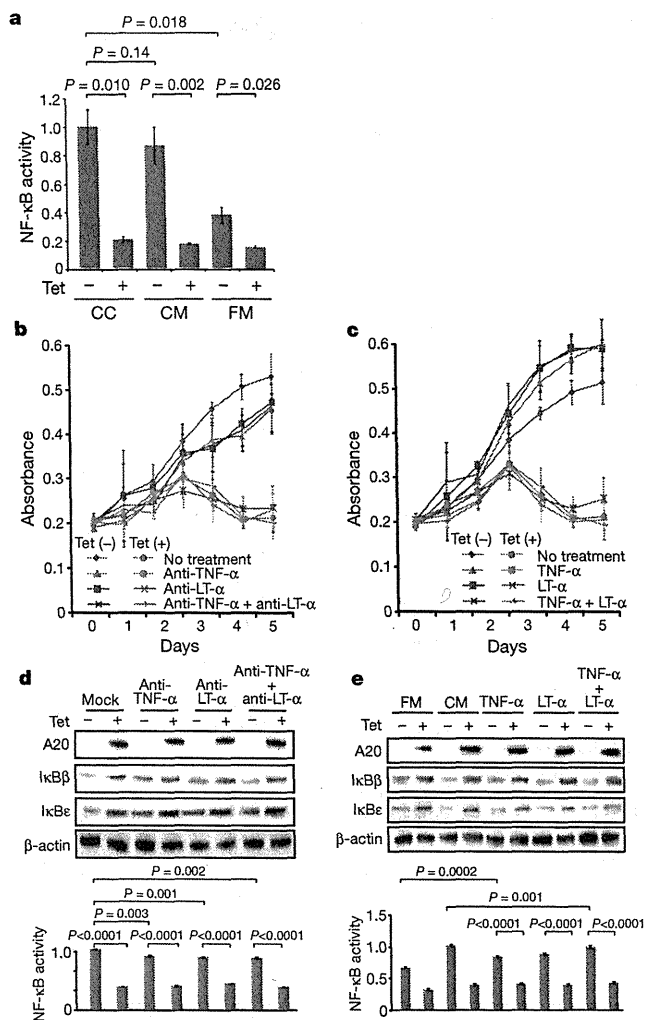 a
P = 0.018
P = 0.14
P = 0.010 P = 0.002 P = 0.026
NF-κB activity
1.2
1.0
0.8
0.6
0.4
0.2
0
Tet − + − + − +
CC CM FM
b
Absorbance
0.6
0.5
0.4
0.3
0.2
0.1
0
Tet (−) Tet (+)
No treatment
Anti-TNF-α
Anti-LT-α
Anti-TNF-α + anti-LT-α
0 1 2 3 4 5
Days
c
Absorbance
0.6
0.5
0.4
0.3
0.2
0.1
0
Tet (−) Tet (+)
No treatment
TNF-α
LT-α
TNF-α + LT-α
0 1 2 3 4 5
Days
d
Mock Anti-TNF-α Anti-LT-α Anti-TNF-α + anti-LT-α
Tet − + − + − + − +
A20
IκBβ
IκBε
β-actin
P = 0.002
P = 0.001
P = 0.003
P<0.0001 P<0.0001 P<0.0001 P<0.0001
NF-κB activity
1.0
0.5
0
e
FM CM TNF-α LT-α TNF-α + LT-α
Tet − + − + − + − + − +
A20
IκBβ
IκBε
β-actin
P = 0.0002
P = 0.001
P<0.0001 P<0.0001 P<0.0001
NF-κB activity
1.5
1.0
0.5
0